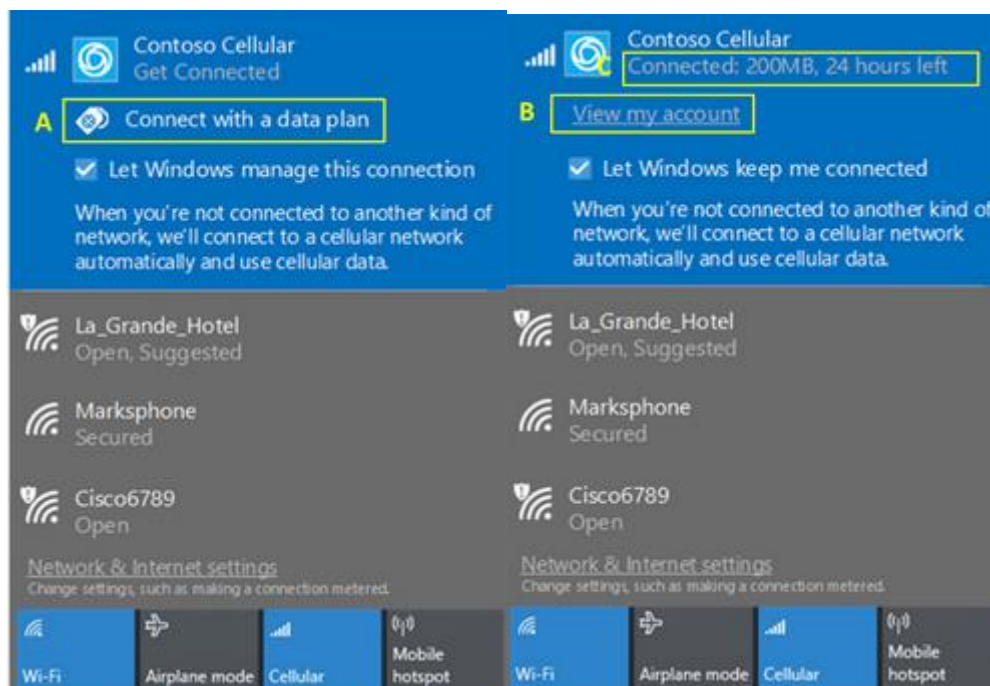 Contoso Cellular
Get Connected
A
Connect with a data plan
Let Windows manage this connection
When you're not connected to another kind of
network, we'll connect to a cellular network
automatically and use cellular data.
La_Grande_Hotel
Open, Suggested
Marksphone
Secured
Cisco6789
Open
Network & Internet settings
Change settings, such as making a connection metered.
Wi-Fi
Airplane mode
Cellular
Mobile
hotspot
Contoso Cellular
C
Connected: 200MB, 24 hours left
B
View my account
Let Windows keep me connected
When you're not connected to another kind of
network, we'll connect to a cellular network
automatically and use cellular data.
La_Grande_Hotel
Open, Suggested
Marksphone
Secured
Cisco6789
Open
Network & Internet settings
Change settings, such as making a connection metered.
Wi-Fi
Airplane mode
Cellular
Mobile
hotspot